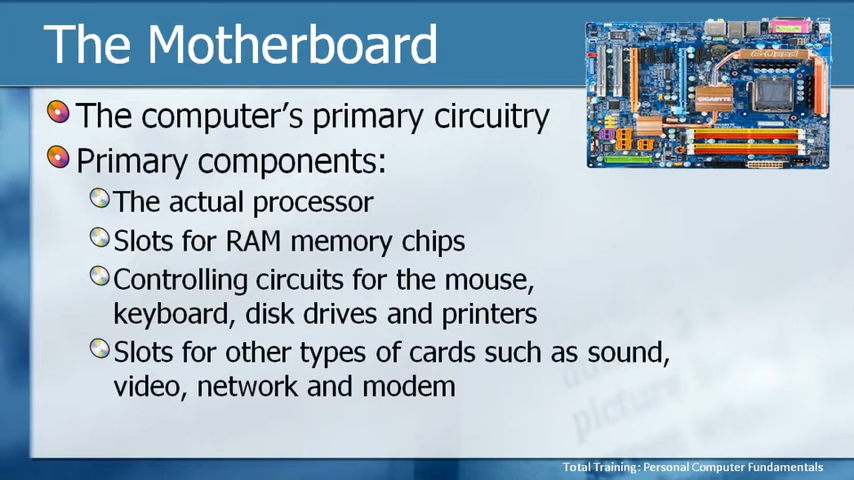 The Motherboard
The computer's primary circuitry
Primary components:
The actual processor
Slots for RAM memory chips
Controlling circuits for the mouse,
keyboard, disk drives and printers
Slots for other types of cards such as sound,
video, network and modem
GIGABYTE
picture
Total Training: Personal Computer Fundamentals